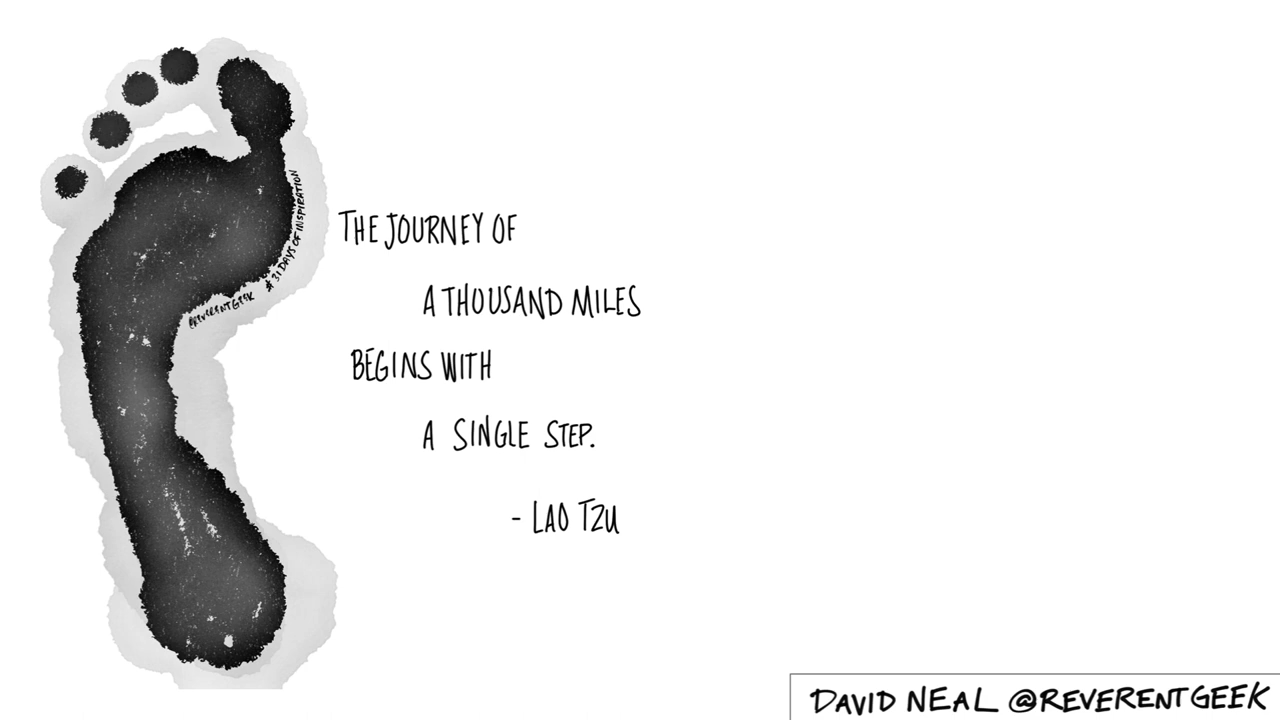 THE JOURNEY OF
A THOUSAND MILES
BEGINS WITH
A SINGLE STEP.
- LAO TZU
@REVERENTGEEK #31DAYSOFINSPIRATION
DAVID NEAL @REVERENTGEEK